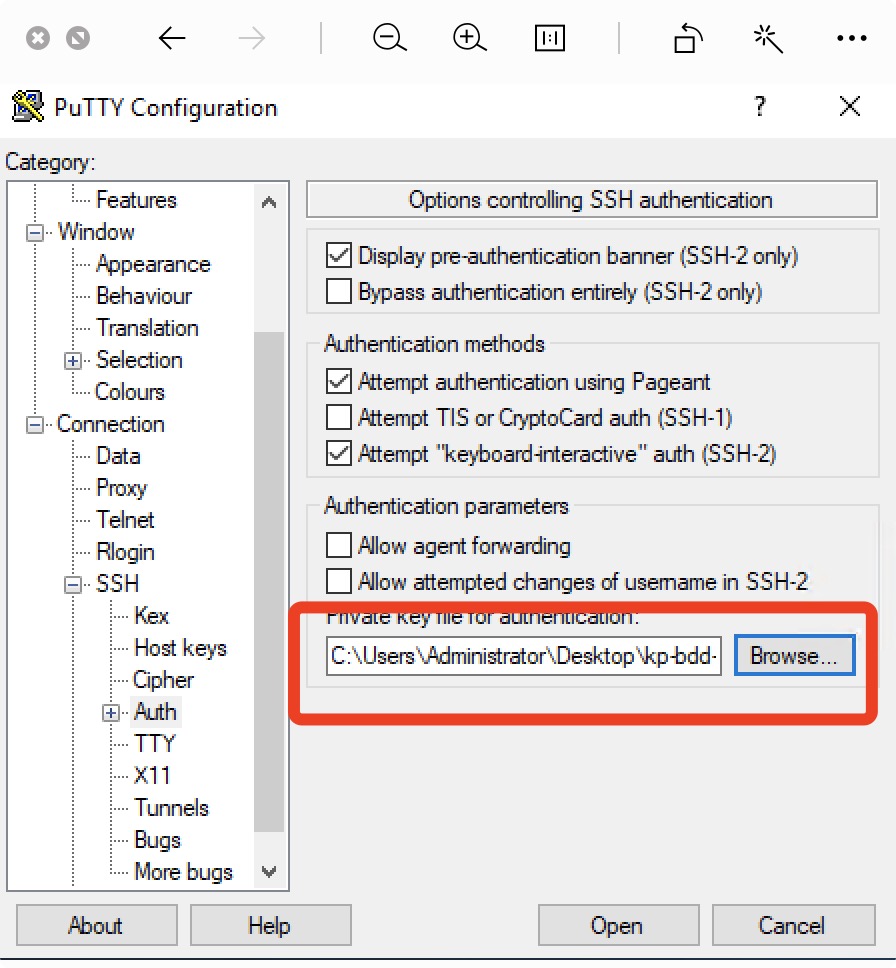 1:1
PuTTY Configuration
?
Category:
Features
Window
Appearance
Behaviour
Translation
Selection
Colours
Connection
Data
Proxy
Telnet
Rlogin
SSH
Kex
Host keys
Cipher
Auth
TTY
X11
Tunnels
Bugs
More bugs
Options controlling SSH authentication
Display pre-authentication banner (SSH-2 only)
Bypass authentication entirely (SSH-2 only)
Authentication methods
Attempt authentication using Pageant
Attempt TIS or CryptoCard auth (SSH-1)
Attempt "keyboard-interactive" auth (SSH-2)
Authentication parameters
Allow agent forwarding
Allow attempted changes of username in SSH-2
Private key file for authentication:
C:\Users\Administrator\Desktop\kp-bdd-
Browse...
About
Help
Open
Cancel